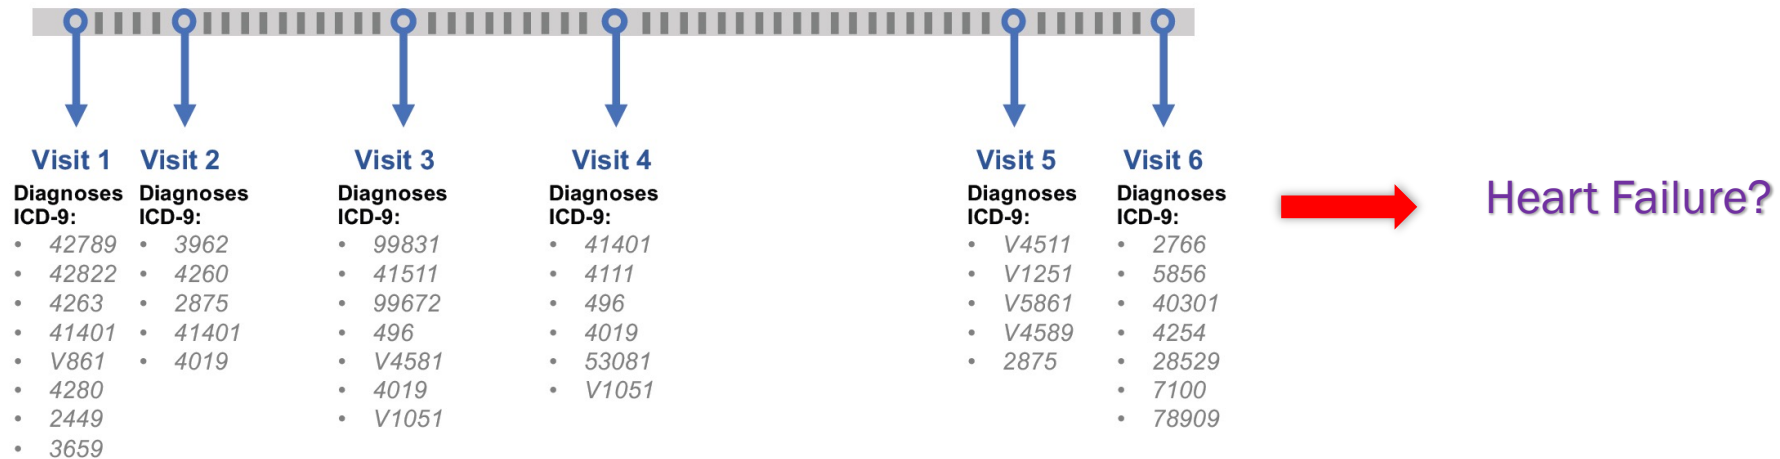 Visit 1
Diagnoses
ICD-9:
• 42789
• 42822
• 4263
• 41401
• V861
• 4280
• 2449
• 3659
Visit 2
Diagnoses
ICD-9:
• 3962
• 4260
• 2875
• 41401
• 4019
Visit 3
Diagnoses
ICD-9:
• 99831
• 41511
• 99672
• 496
• V4581
• 4019
• V1051
Visit 4
Diagnoses
ICD-9:
• 41401
• 4111
• 496
• 4019
• 53081
• V1051
Visit 5
Diagnoses
ICD-9:
• V4511
• V1251
• V5861
• V4589
• 2875
Visit 6
Diagnoses
ICD-9:
• 2766
• 5856
• 40301
• 4254
• 28529
• 7100
• 78909
Heart Failure?